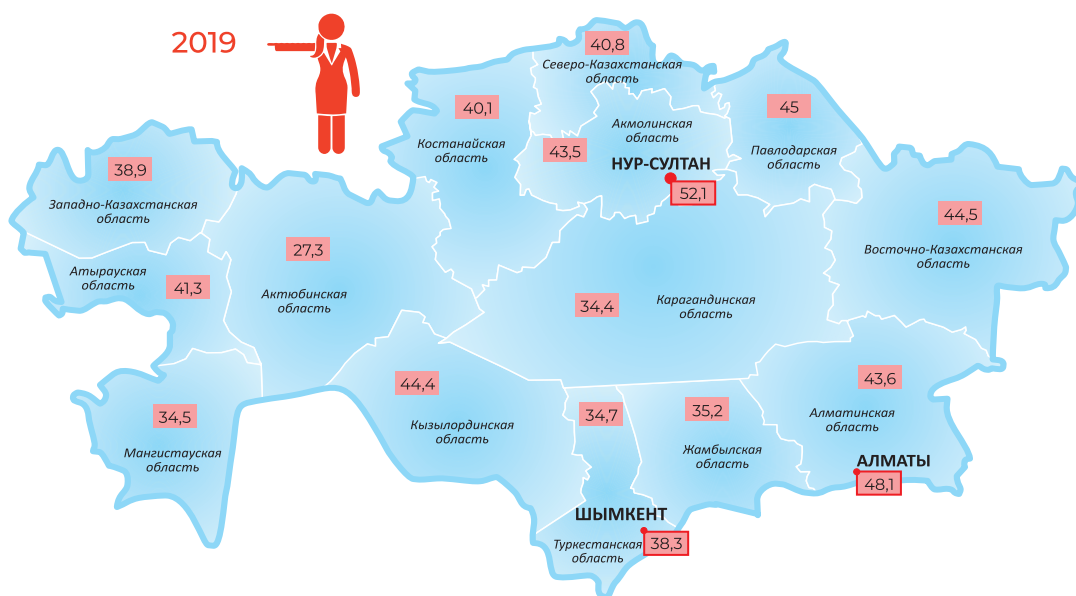 2019
40,8
Северо-Казахстанская
область
40,1
Костанайская
область
43,5
Акмолинская
область
НУР-СУЛТАН
52,1
45
Павлодарская
область
38,9
Западно-Казахстанская
область
44,5
Восточно-Казахстанская
область
Атырауская
область
41,3
27,3
Актюбинская
область
34,4
Карагандинская
область
34,5
Мангистауская
область
44,4
Кызылординская
область
34,7
35,2
Жамбылская
область
43,6
Алматинская
область
АЛМАТЫ
48,1
ШЫМКЕНТ
38,3
Туркестанская
область